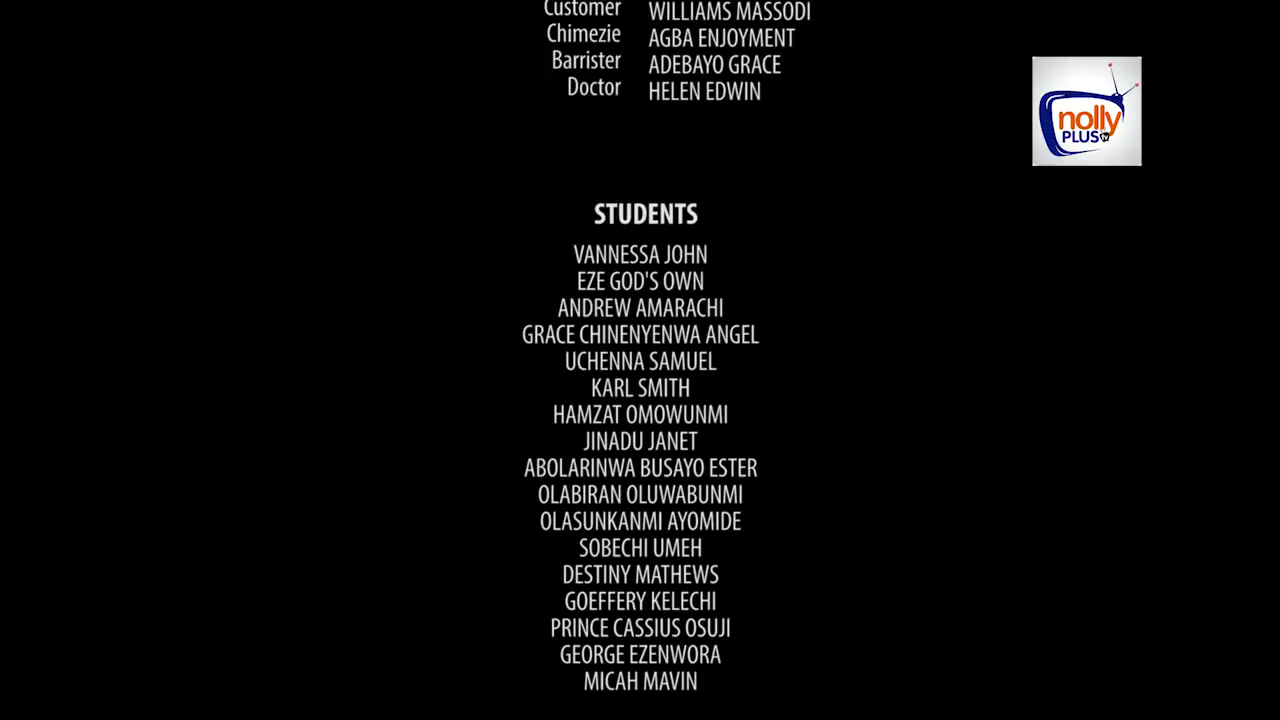 Customer WILLIAMS MASSODI
Chimezie AGBA ENJOYMENT
Barrister ADEBAYO GRACE
Doctor HELEN EDWIN
nolly
PLUS TV
STUDENTS
VANNESSA JOHN
EZE GOD'S OWN
ANDREW AMARACHI
GRACE CHINENYENWA ANGEL
UCHENNA SAMUEL
KARL SMITH
HAMZAT OMOWUNMI
JINADU JANET
ABOLARINWA BUSAYO ESTER
OLABIRAN OLUWABUNMI
OLASUNKANMI AYOMIDE
SOBECHI UMEH
DESTINY MATHEWS
GOEFFERY KELECHI
PRINCE CASSIUS OSUJI
GEORGE EZENWORA
MICAH MAVIN